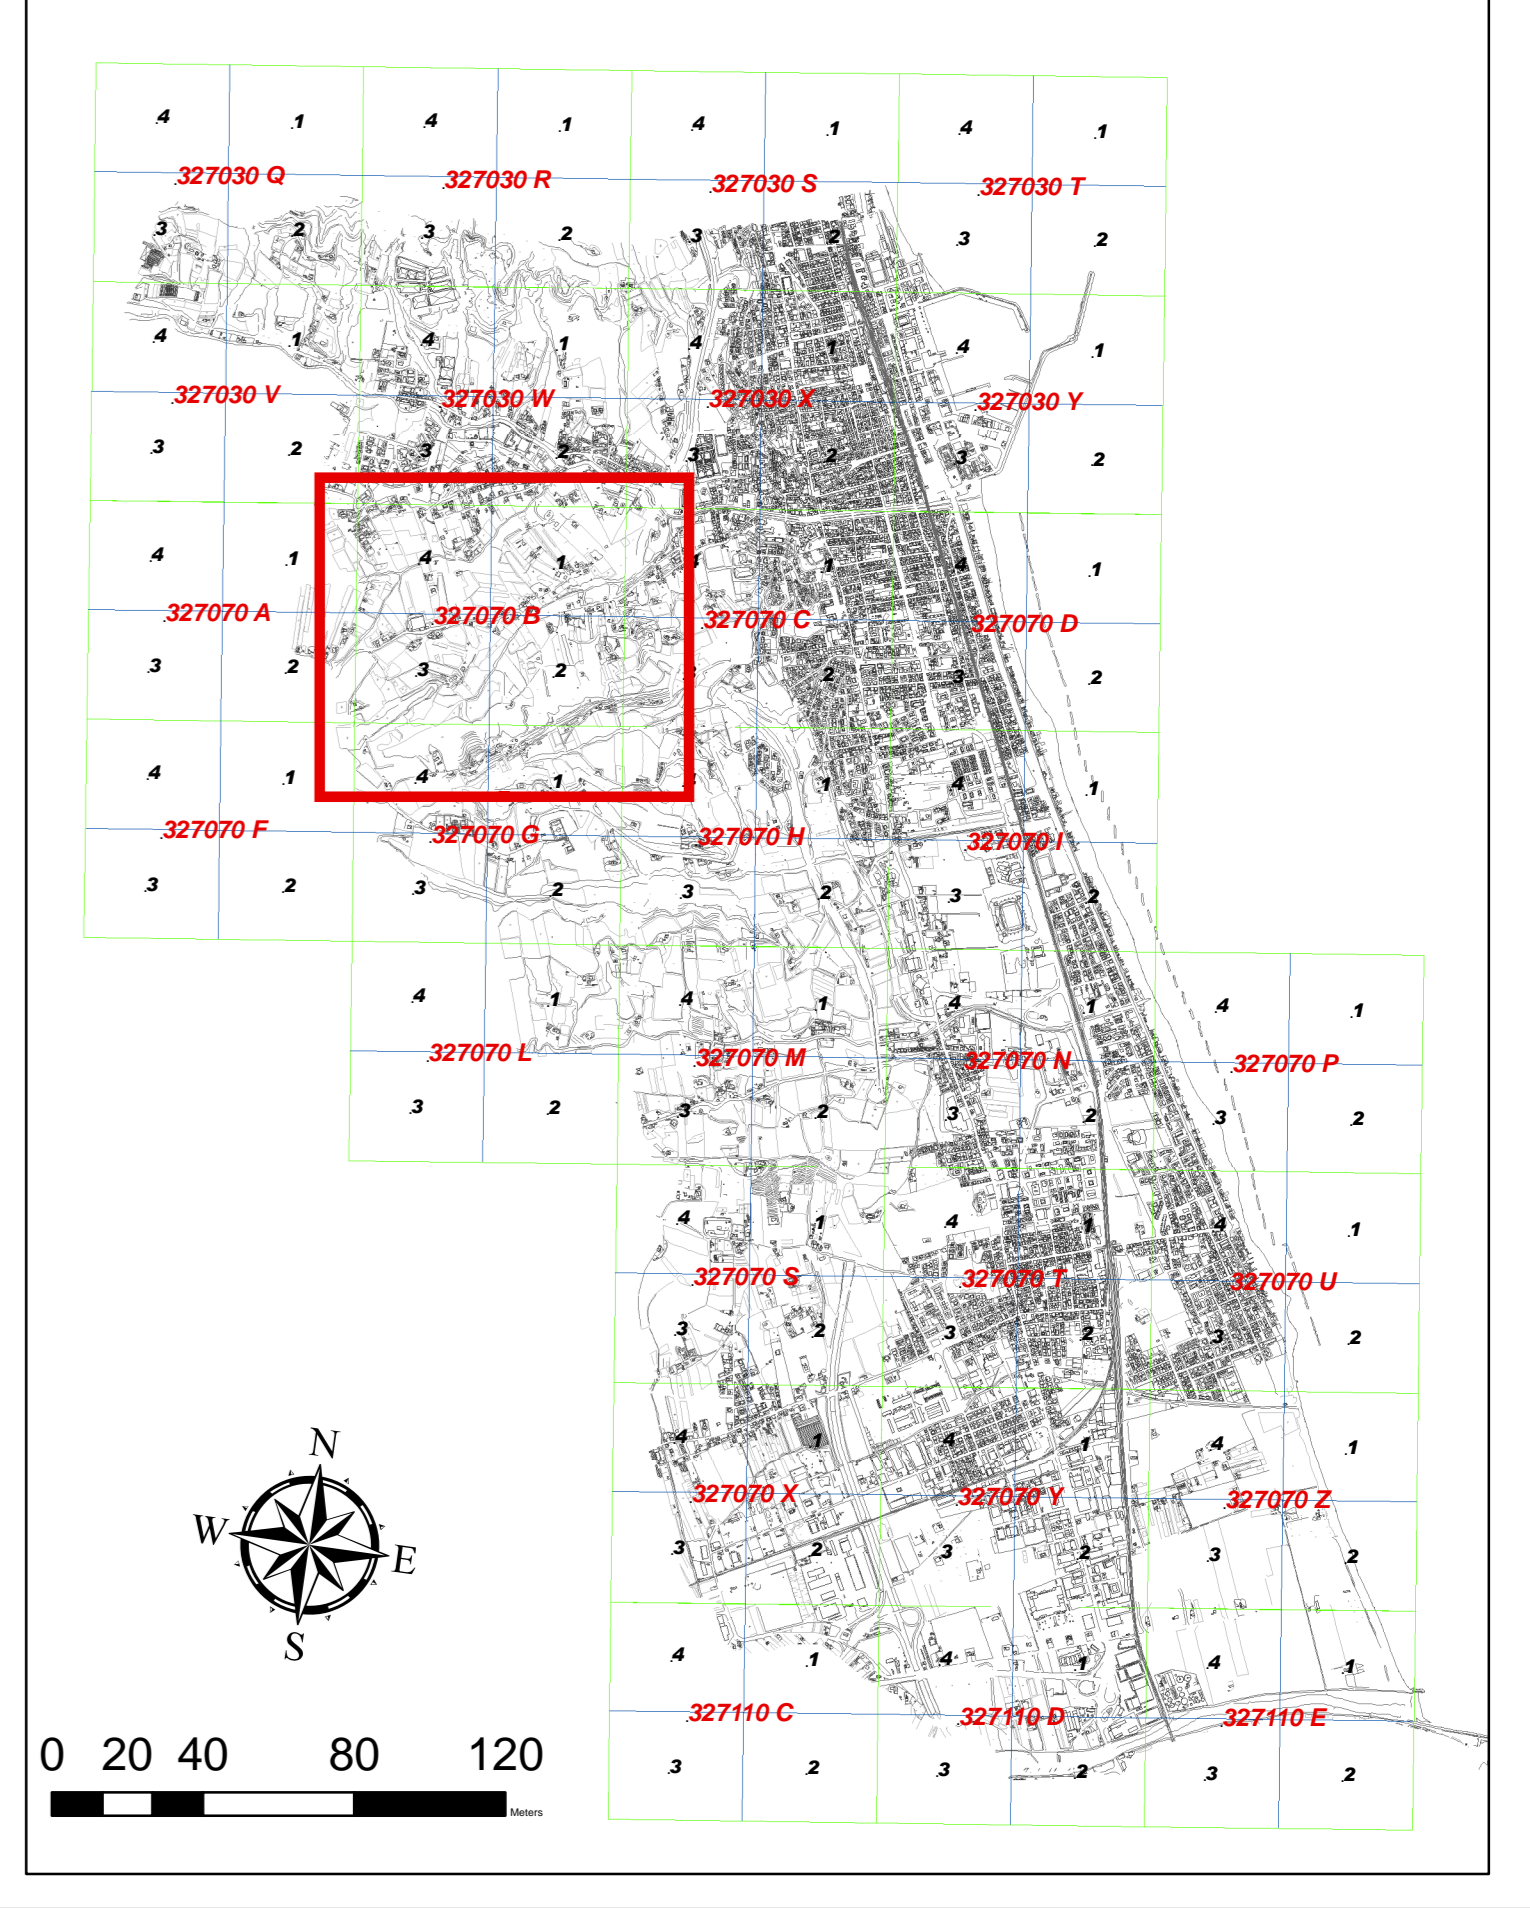 4 1 4 1 4 1 4 1
327030 Q 327030 R 327030 S 327030 T
3 2 3 2 3 2 3 2
4 1 4 1 4 1 4 1
327030 V 327030 W 327030 X 327030 Y
3 2 3 2 3 2 3 2
4 1 4 1 4 1 4 1
327070 A 327070 B 327070 C 327070 D
3 2 3 2 2 3 2
4 1 4 1 1 4 1
327070 F 327070 G 327070 H 327070 I
3 2 3 2 3 2 3 2
4 1 4 1 4 1 4 1
327070 L 327070 M 327070 N 327070 P
3 2 3 2 3 2 3 2
4 1 4 1 4 1
327070 S 327070 T 327070 U
3 2 3 2 3 2
4 1 4 1 4 1
327070 X 327070 Y 327070 Z
3 2 3 2 3 2
4 1 4 1 4 1
327110 C 327110 D 327110 E
3 2 3 2 3 2
N
W E
S
0 20 40 80 120
Meters